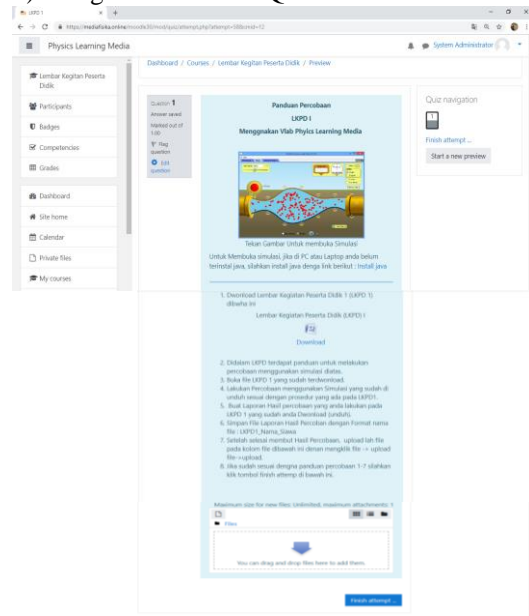 LKPD 1
https://mediafisika.online/moodle30/mod/quiz/attempt.php?attempt=58&cmid=12
Physics Learning Media
System Administrator
Dashboard / Courses / Lembar Kegitan Peserta Didik / Preview
Lembar Kegitan Peserta
Didik
Participants
Badges
Competencies
Grades
Dashboard
Site home
Calendar
Private files
My courses
Question 1
Answer saved
Marked out of
1.00
Flag
question
Edit
question
Panduan Percobaan
LKPD I
Menggnakan Vlab Phyics Learning Media
Tekan Gambar Untuk membuka Simulasi
Untuk Membuka simulasi, jika di PC atau Laptop anda belum
terinstal java, silahkan install java denga link berikut : install java
1. Dwonload Lembar Kegiatan Peserta Didik 1 (LKPD 1)
dibwha ini
Lembar Kegiatan Peserta Didik (LKPD) I
Download
2. Didalam LKPD terdapat panduan untuk melakukan
percobaan menggunakan simulasi diatas.
3. Buka file LKPD 1 yang sudah terdwonload.
4. Lakukan Percobaan menggunakan Simulasi yang sudah di
unduh sesuai dengan prosedur yang ada pada LKPD1.
5. Buat Laporan Hasil percobaan yang anda lakukan pada
LKPD 1 yang sudah anda Dwonload (unduh).
6. Simpan File Laporan Hasil Percoban dengan Format nama
file : LKPD1_Nama_Siswa
7. Setelah selesai membut Hasil Percobaan, upload lah file
pada kolom file dibawah ini denan mengklik file -> upload
file ->upload.
8. Jika sudah sesuai dengna panduan percobaan 1-7 silahkan
klik tombol finish attemp di bawah ini.
Maximum size for new files: Unlimited, maximum attachments: 1
Files
You can drag and drop files here to add them.
Finish attempt ...
Quiz navigation
1
Finish attempt ...
Start a new preview